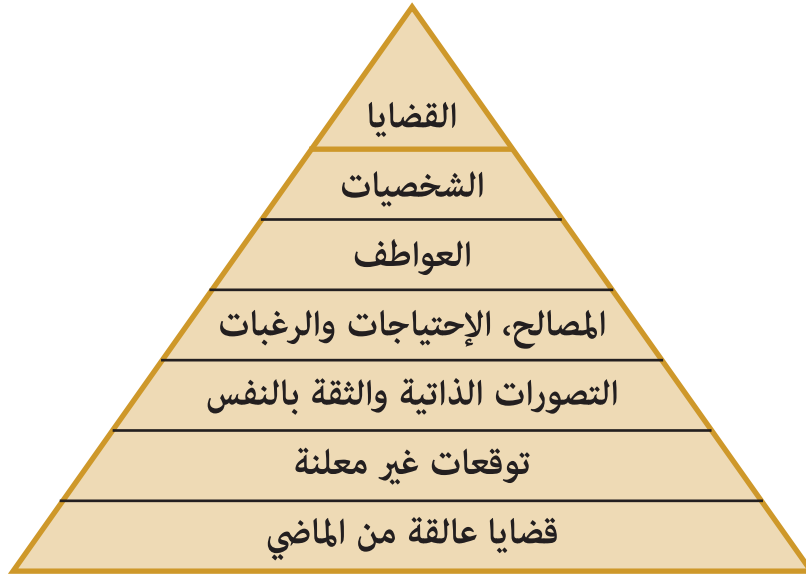 القضايا
الشخصيات
العواطف
المصالح، الإحتياجات والرغبات
التصورات الذاتية والثقة بالنفس
توقعات غير معلنة
قضايا عالقة من الماضي